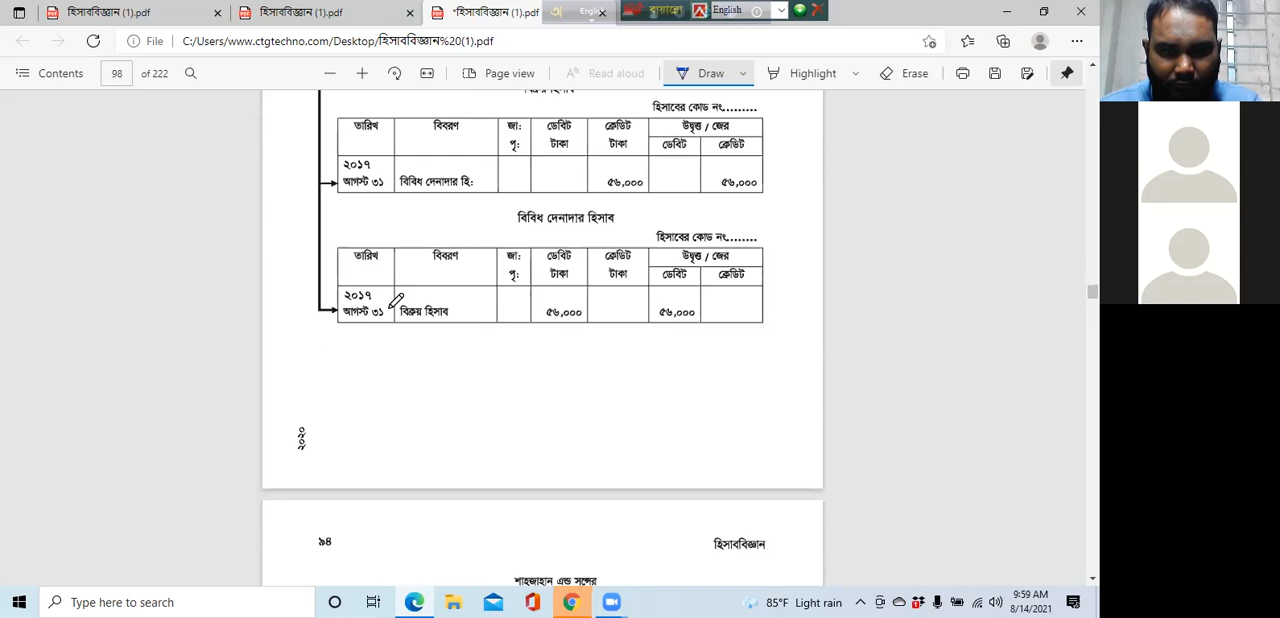 হিসাববিজ্ঞান (1).pdf
হিসাববিজ্ঞান (1).pdf
*হিসাববিজ্ঞান (1).pdf
English
File C:/Users/www.ctgtechno.com/Desktop/হিসাববিজ্ঞান%20(1).pdf
Contents 98 of 222 Page view Read aloud Draw Highlight Erase
হিসাবের কোড নং.........
তারিখ বিবরণ জা: ডেবিট ক্রেডিট উদ্বৃত্ত / জের
পৃ: টাকা টাকা ডেবিট ক্রেডিট
২০১৭
আগস্ট ৩১ বিবিধ দেনাদার হি: ৫৬,০০০ ৫৬,০০০
বিবিধ দেনাদার হিসাব
হিসাবের কোড নং........
তারিখ বিবরণ জা: ডেবিট ক্রেডিট উদ্বৃত্ত / জের
পৃ: টাকা টাকা ডেবিট ক্রেডিট
২০১৭
আগস্ট ৩১ বিক্রয় হিসাব ৫৬,০০০ ৫৬,০০০
২০২০
৯৪ হিসাববিজ্ঞান
শাহজাহান এন্ড সন্সের
Type here to search
85°F Light rain
9:59 AM
8/14/2021